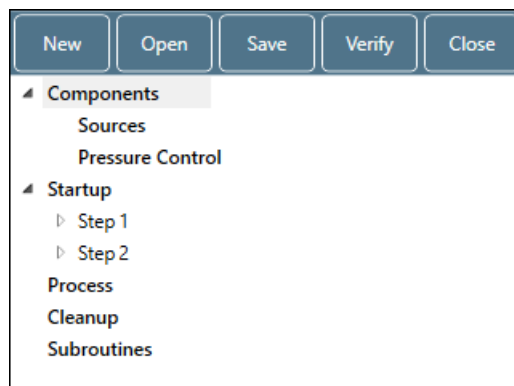 New Open Save Verify Close
Components
Sources
Pressure Control
Startup
Step 1
Step 2
Process
Cleanup
Subroutines